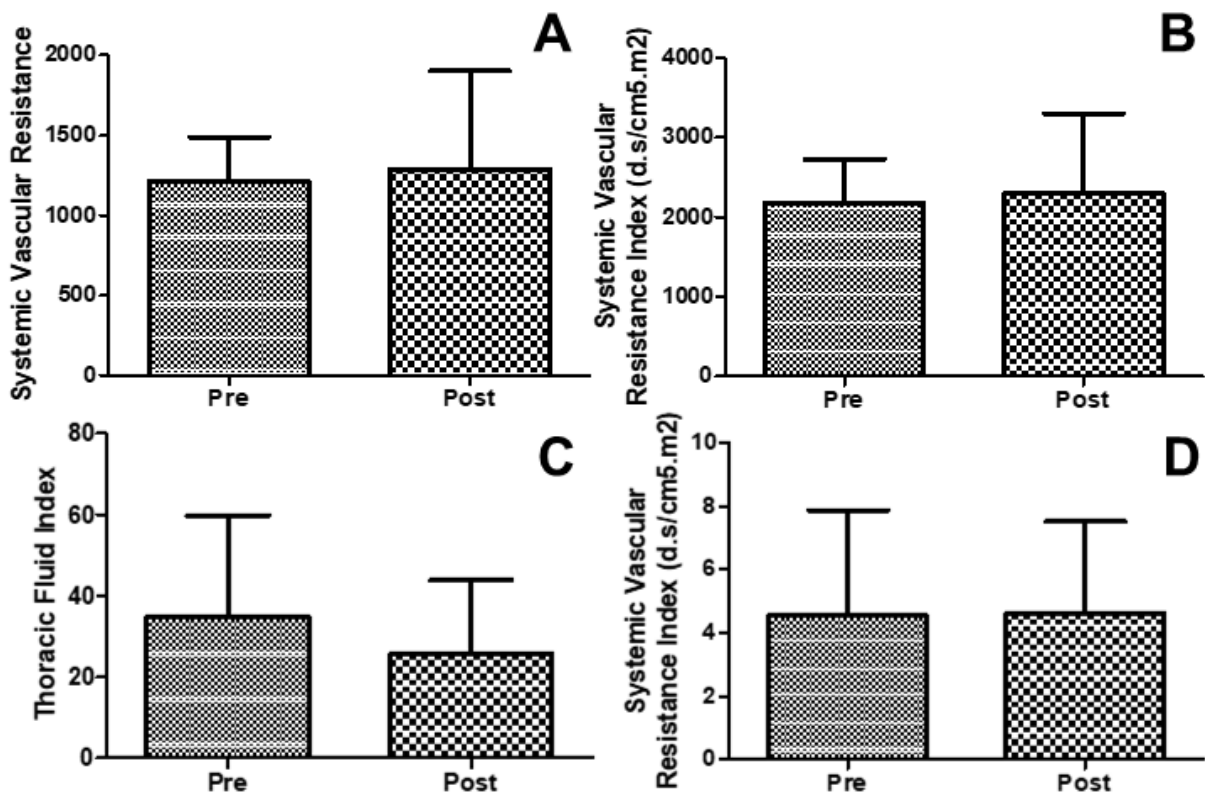 A
Systemic Vascular Resistance
2000
1500
1000
500
0
Pre
Post
B
Systemic Vascular
Resistance Index (d.s/cm5.m2)
4000
3000
2000
1000
0
Pre
Post
C
Thoracic Fluid Index
80
60
40
20
0
Pre
Post
D
Systemic Vascular
Resistance Index (d.s/cm5.m2)
10
8
6
4
2
0
Pre
Post